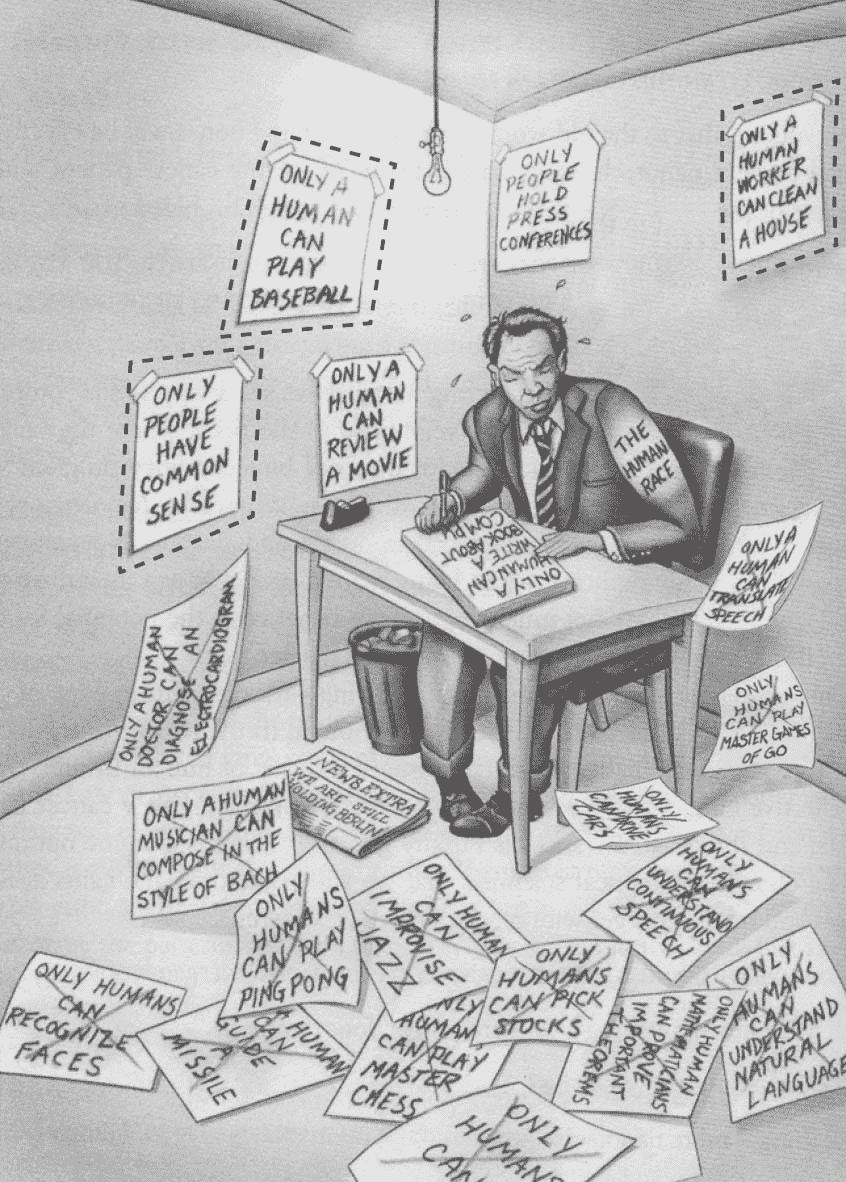 ONLY A
HUMAN
CAN
PLAY
BASEBALL
ONLY
PEOPLE
HOLD
PRESS
CONFERENCES
ONLY A
HUMAN
WORKER
CAN CLEAN
A HOUSE
ONLY
PEOPLE
HAVE
COMMON
SENSE
ONLY A
HUMAN
CAN
REVIEW
A MOVIE
THE
HUMAN
RACE
ONLY A
HUMAN CAN
WRITE A
BOOK ABOUT
COMPU
ONLY A
HUMAN
CAN
TRANSLATE
SPEECH
ONLY A HUMAN
DOCTOR CAN
DIAGNOSE AN
ELECTROCARDIOGRAM
ONLY
HUMANS
CAN PLAY
MASTER GAMES
OF GO
NEWS EXTRA
WE ARE STILL
HOLDING BERLIN
ONLY
HUMANS
CAN DRIVE
CARS
ONLY A HUMAN
MUSICIAN CAN
COMPOSE IN THE
STYLE OF BACH
ONLY
HUMANS
CAN
UNDERSTAND
CONTINUOUS
SPEECH
ONLY
HUMANS
CAN PLAY
PING PONG
ONLY HUMAN
CAN
IMPROVISE
JAZZ
ONLY
HUMANS
CAN PICK
STOCKS
ONLY HUMANS
CAN
RECOGNIZE
FACES
A HUMAN
CAN
GUIDE
A
MISSILE
ONLY
HUMAN
CAN PLAY
MASTER
CHESS
ONLY HUMAN
MATHEMATICIANS
CAN PROVE
IMPORTANT
THEOREMS
ONLY
HUMANS
CAN
UNDERSTAND
NATURAL
LANGUAGE
ONLY
HUMANS
CAN